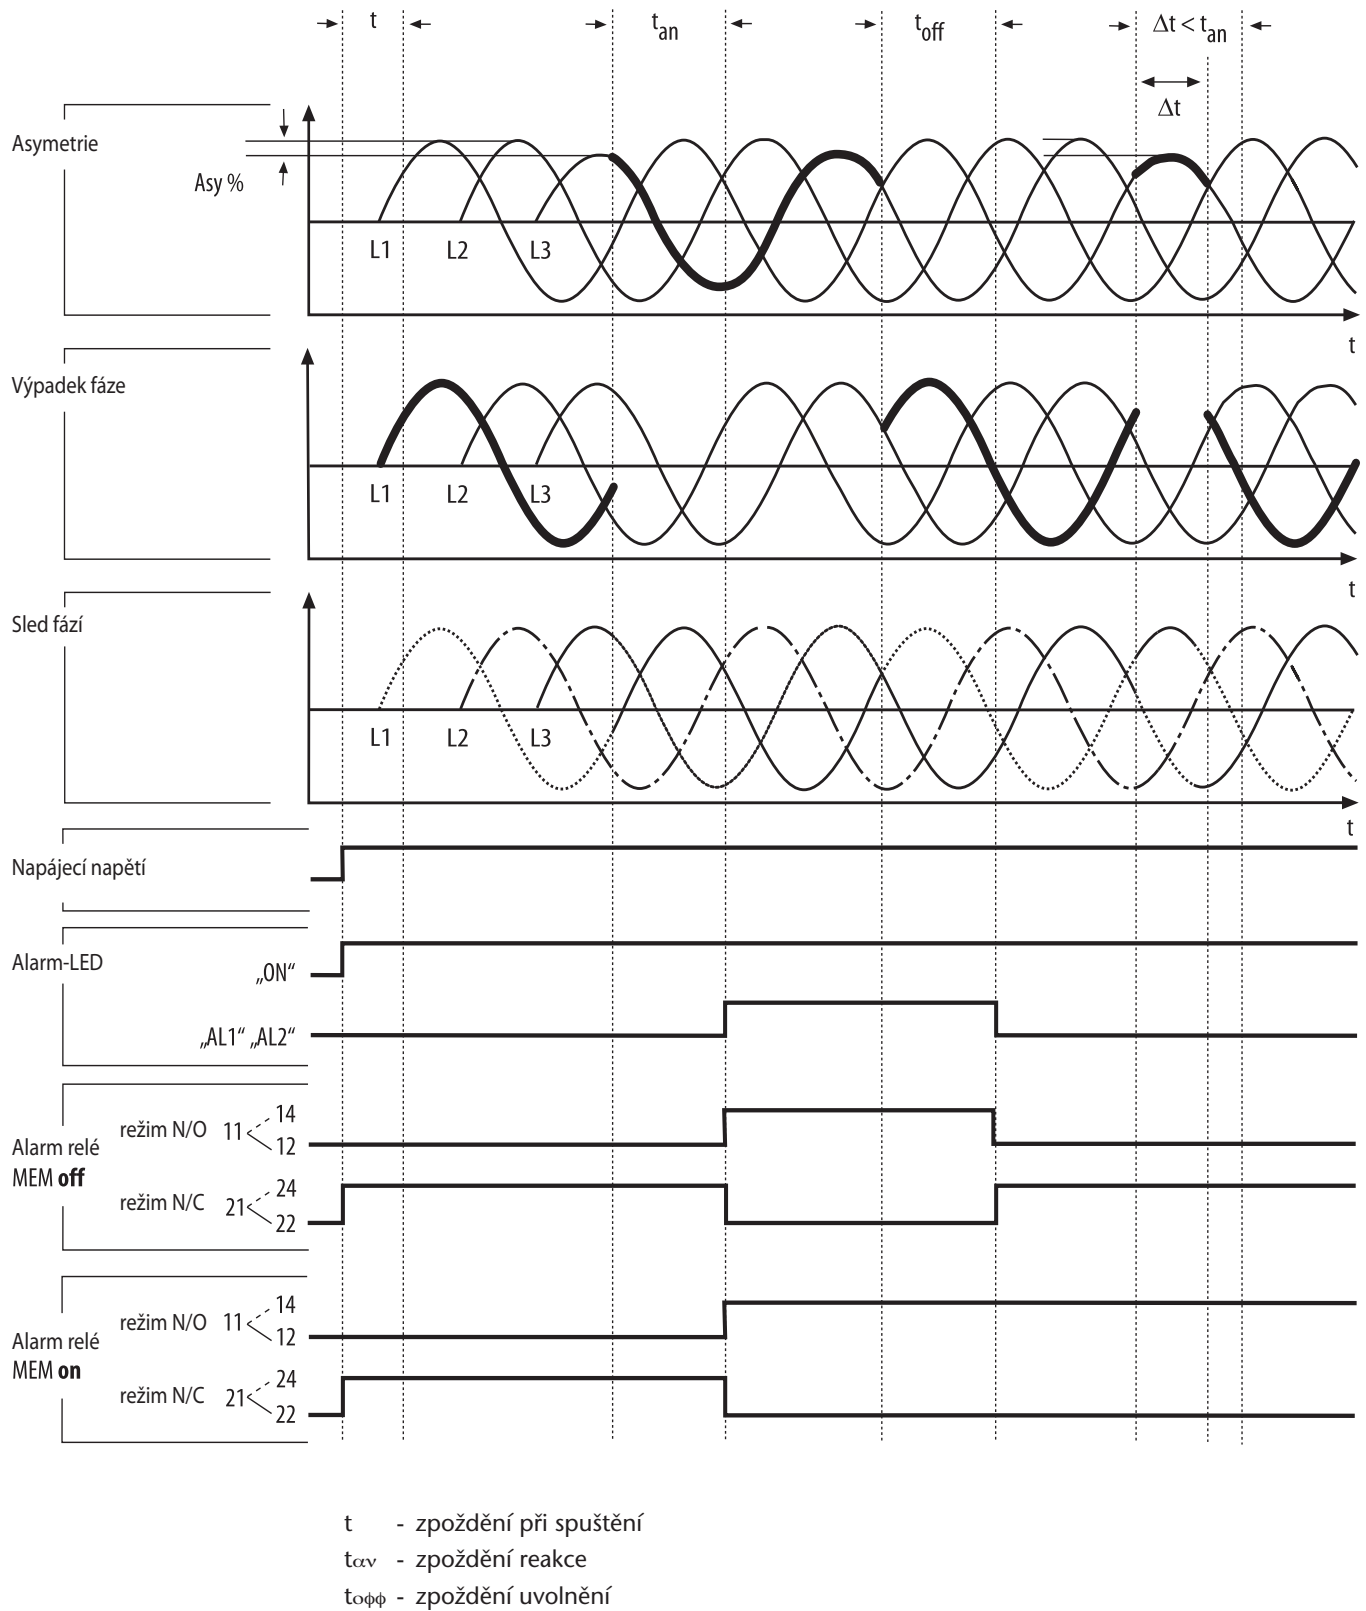 t
t an
t off
Δt < t an
Δt
Asymetrie
Asy %
L1 L2 L3
t
Výpadek fáze
L1 L2 L3
t
Sled fází
L1 L2 L3
t
Napájecí napětí
Alarm-LED
„ON“
„AL1“ „AL2“
Alarm relé
MEM off
režim N/O 11 14
12
režim N/C 21 24
22
Alarm relé
MEM on
režim N/O 11 14
12
režim N/C 21 24
22
t - zpoždění při spuštění
tαν - zpoždění reakce
tοφφ - zpoždění uvolnění